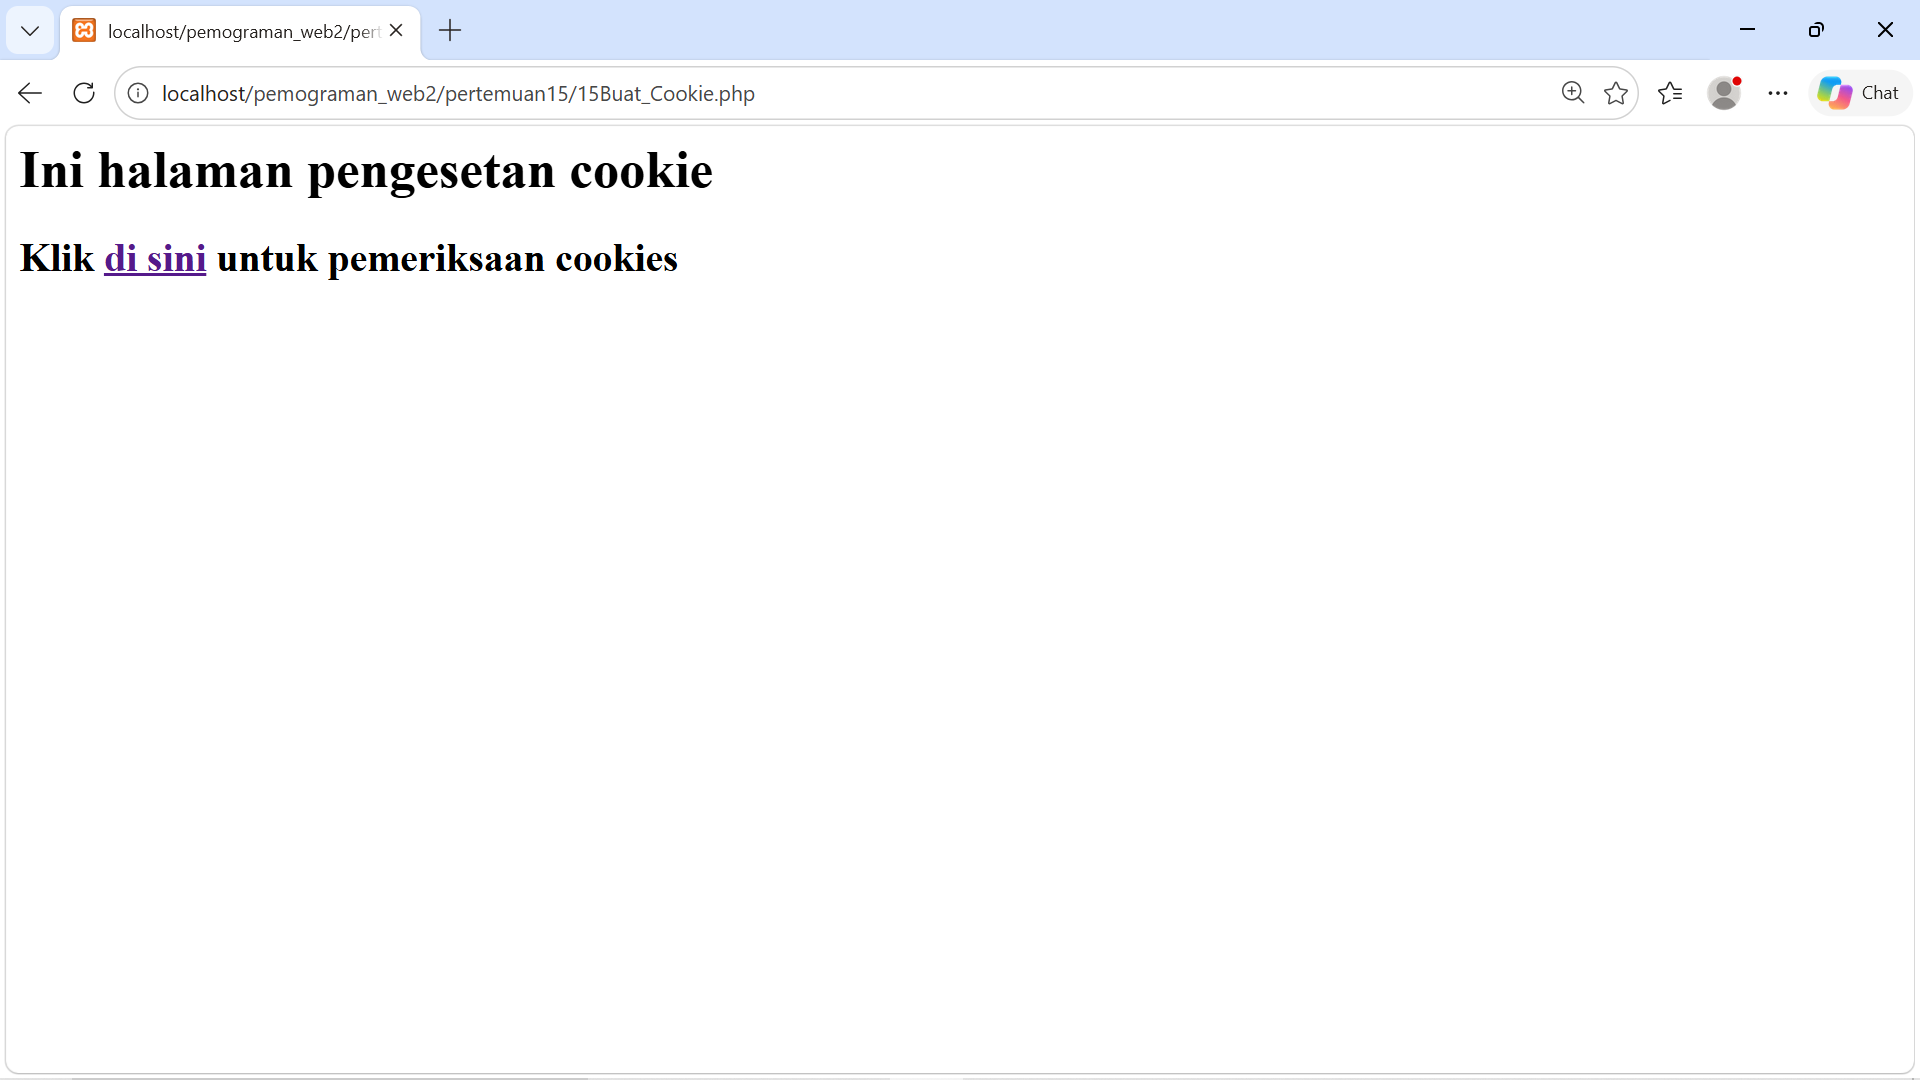 localhost/pemograman_web2/pert
localhost/pemograman_web2/pertemuan15/15Buat_Cookie.php
Chat
Ini halaman pengesetan cookie
Klik di sini untuk pemeriksaan cookies